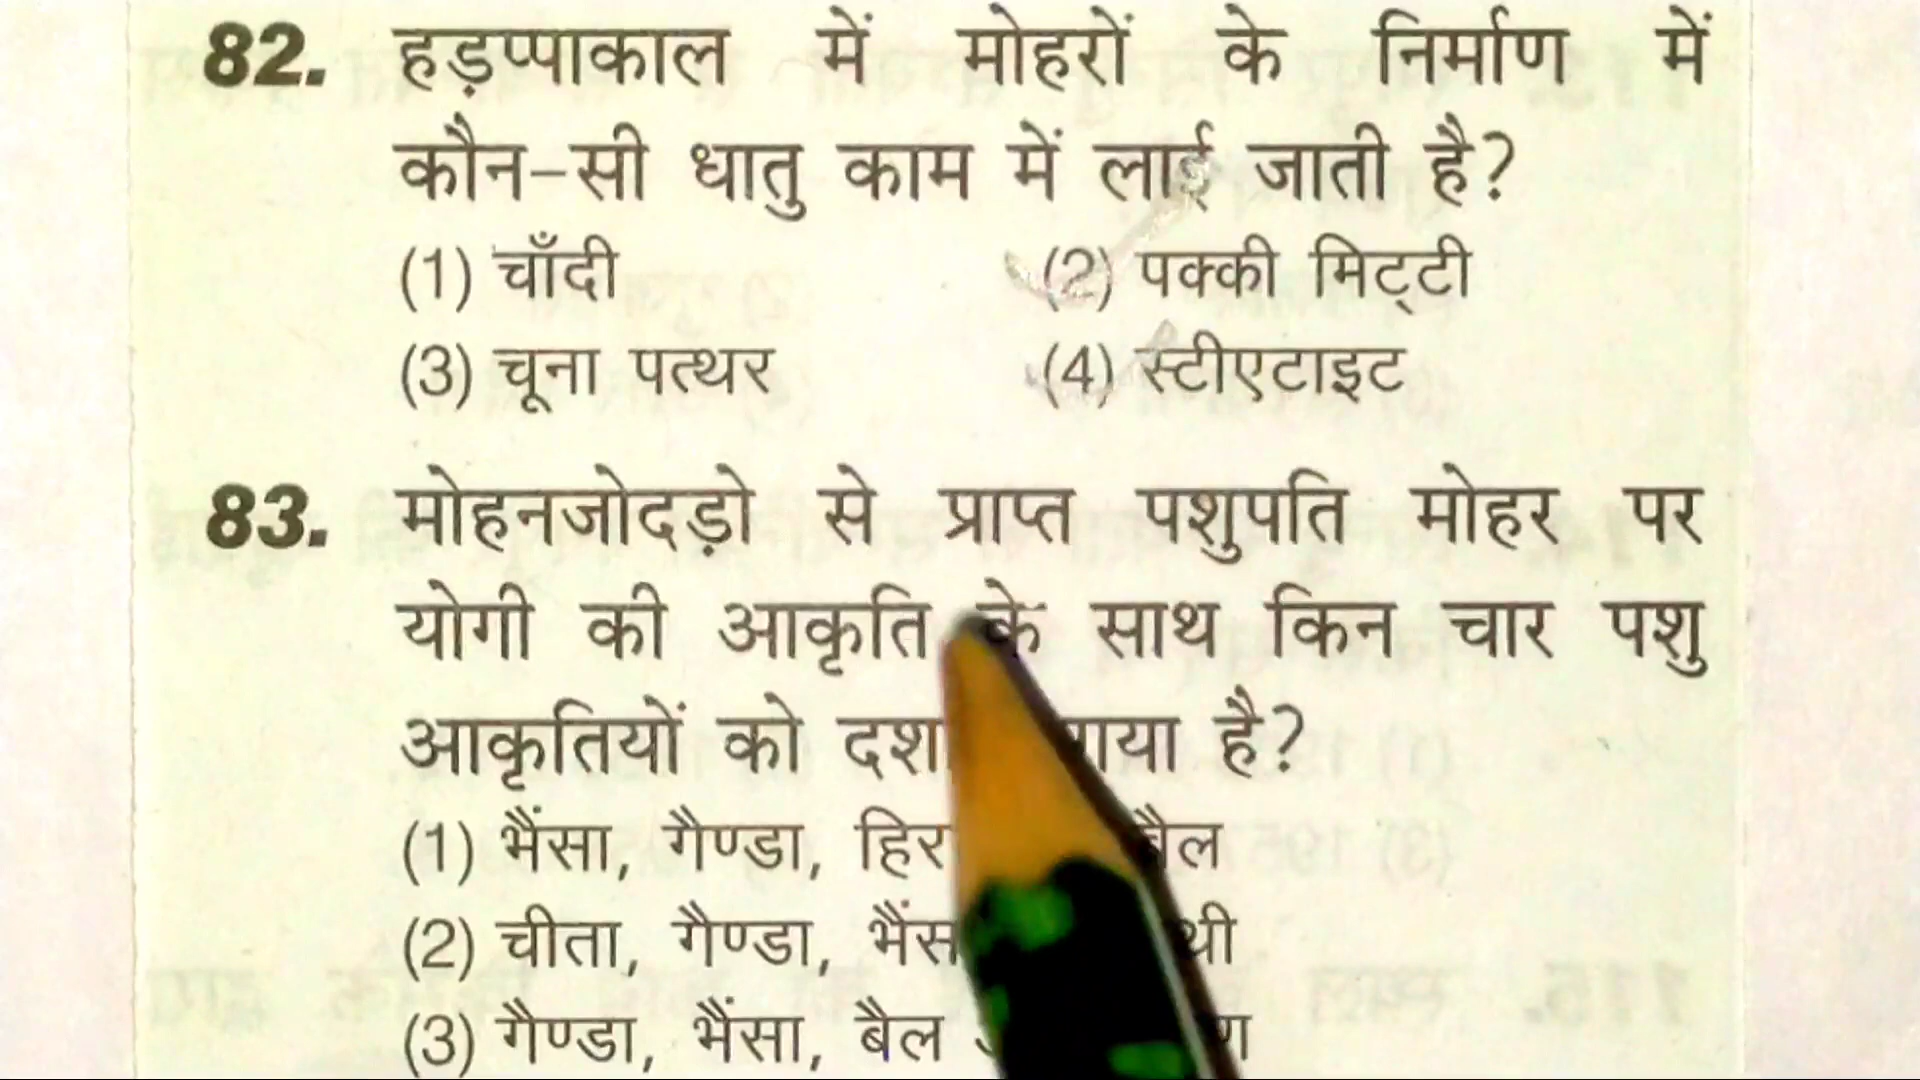 82. हड़प्पाकाल में मोहरों के निर्माण में
कौन-सी धातु काम में लाई जाती है?
(1) चाँदी (2) पक्की मिट्टी
(3) चूना पत्थर (4) स्टीएटाइट
83. मोहनजोदड़ो से प्राप्त पशुपति मोहर पर
योगी की आकृति के साथ किन चार पशु
आकृतियों को है?
(1) भैंसा, गैण्डा, बैल
(2) चीता, गैण्डा,
(3) गैण्डा, भैंसा, बैल